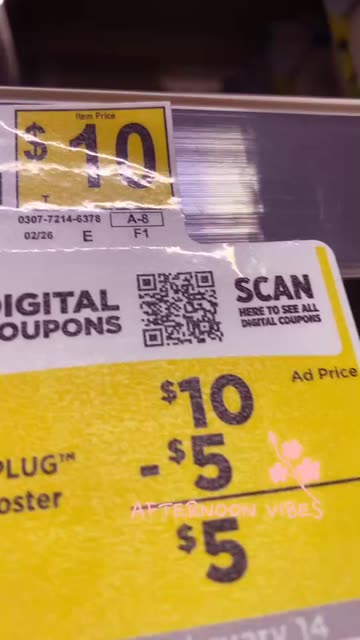 Item Price
$10
T
0307-7214-6378 A-8
02/26 E F1
DIGITAL
COUPONS
SCAN
HERE TO SEE ALL
DIGITAL COUPONS
Ad Price
$10
PLUG™
-$5
oster
AFTERNOON VIBES
$5
14